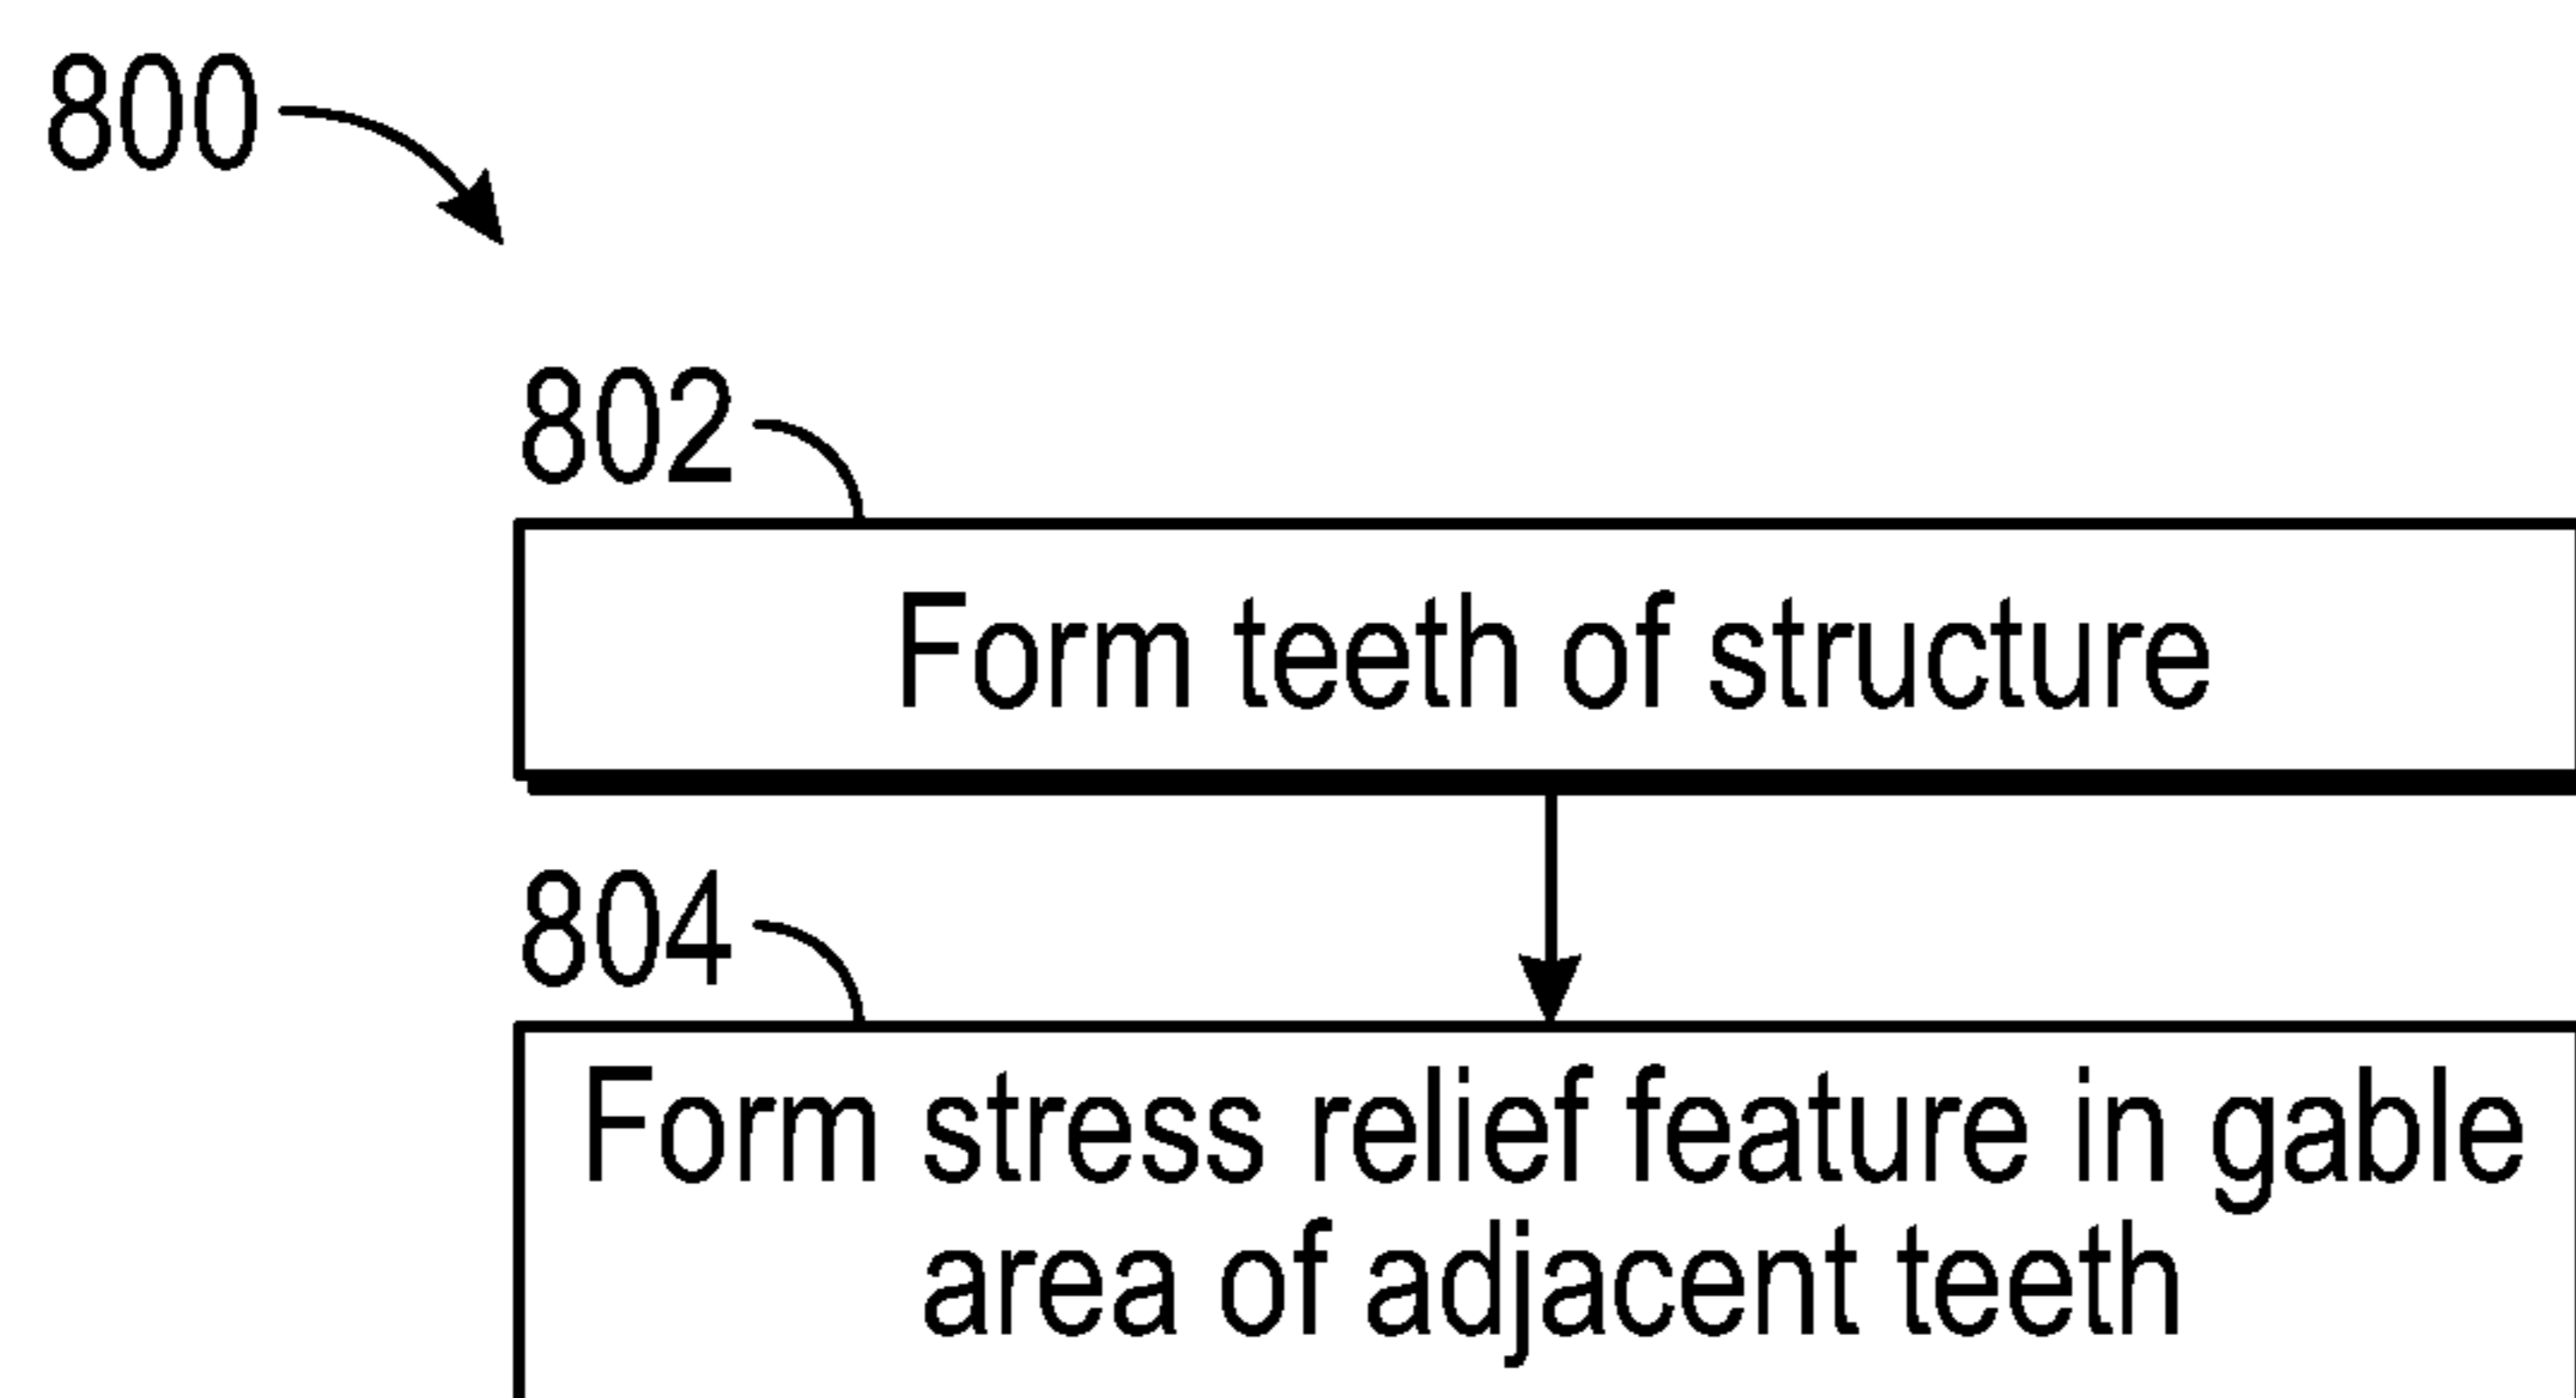 800
802
Form teeth of structure
804
Form stress relief feature in gable
area of adjacent teeth